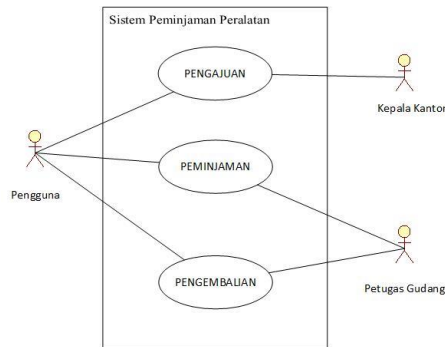 Sistem Peminjaman Peralatan
PENGAJUAN
Kepala Kantor
PEMINJAMAN
Pengguna
PENGEMBALIAN
Petugas Gudang